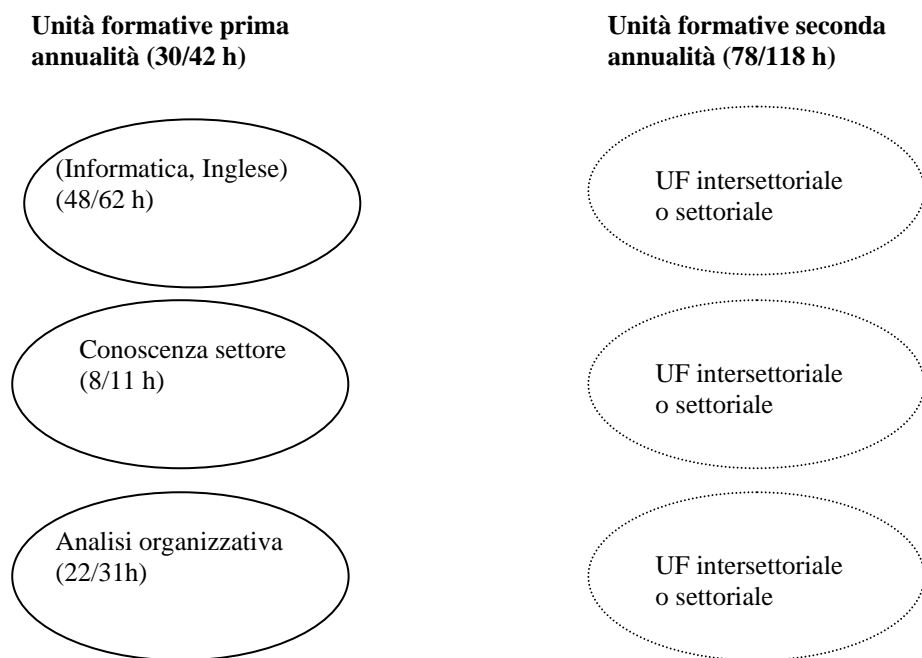 Unità formative prima
annualità (30/42 h)
Unità formative seconda
annualità (78/118 h)
(Informatica, Inglese)
(48/62 h)
UF intersettoriale
o settoriale
Conoscenza settore
(8/11 h)
UF intersettoriale
o settoriale
Analisi organizzativa
(22/31h)
UF intersettoriale
o settoriale